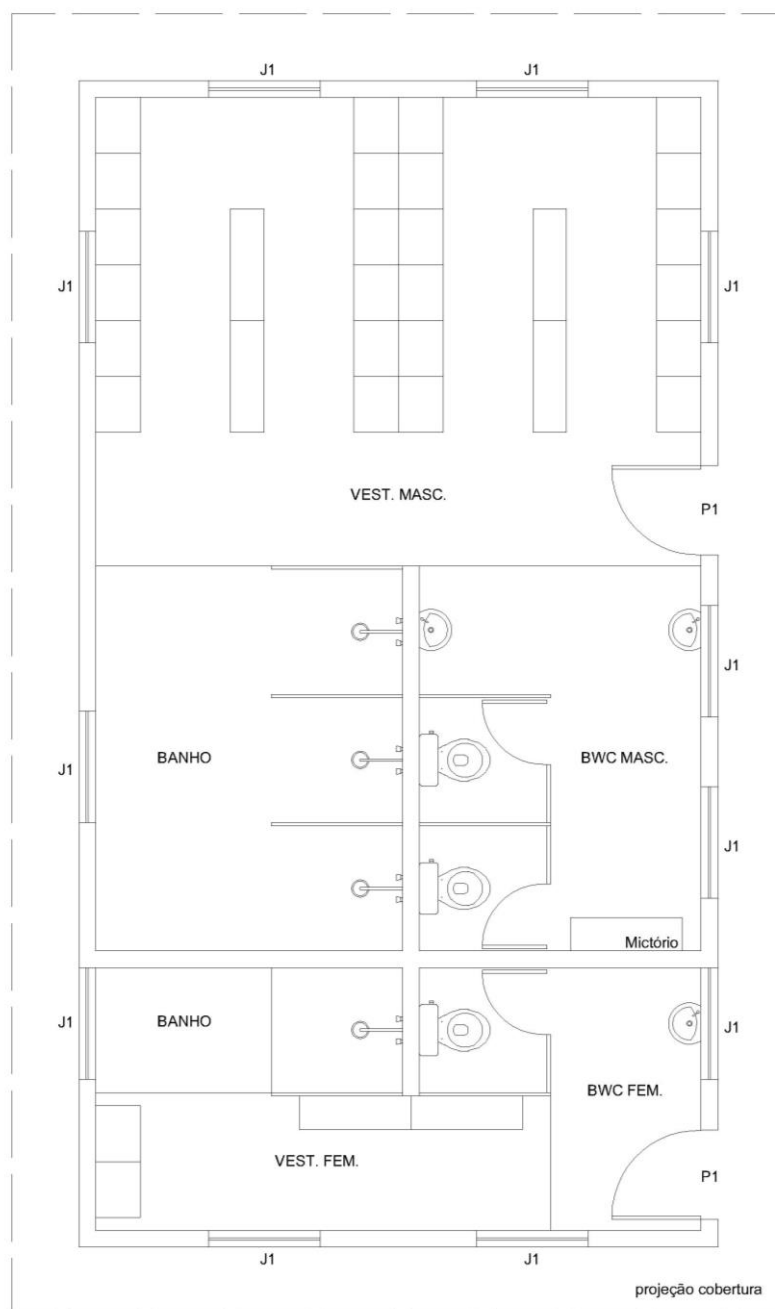 J1 J1
J1 J1
VEST. MASC.
P1
J1
BANHO BWC MASC.
J1
J1
Mictório
J1 BANHO J1
BWC FEM.
VEST. FEM.
P1
J1 J1
projeção cobertura